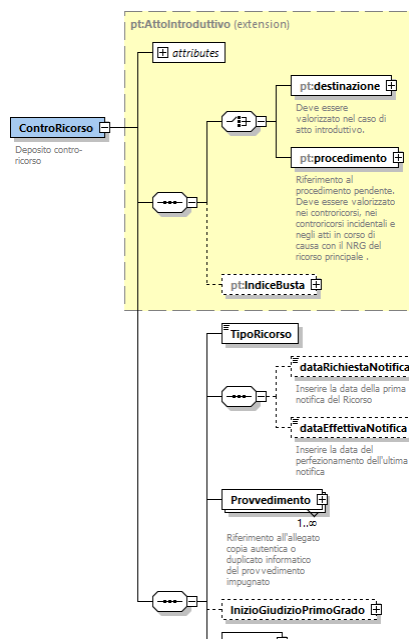 pt:AttoIntroduttivo (extension)
attributes
pt:destinazione
Deve essere
valorizzato nel caso di
atto introduttivo.
ControRicorso
Deposito contro-
ricorso
pt:procedimento
Riferimento al
procedimento pendente.
Deve essere valorizzato
nei controricorsi, nei
controricorsi incidentali e
negli atti in corso di
causa con il NRG del
ricorso principale .
pt:IndiceBusta
TipoRicorso
dataRichiestaNotifica
Inserire la data della prima
notifica del Ricorso
dataEffettivaNotifica
Inserire la data del
perfezionamento dell'ultima
notifica
Provvedimento
1..∞
Riferimento all'allegato
copia autentica o
duplicato informatico
del provvedimento
impugnato
InizioGiudizioPrimoGrado